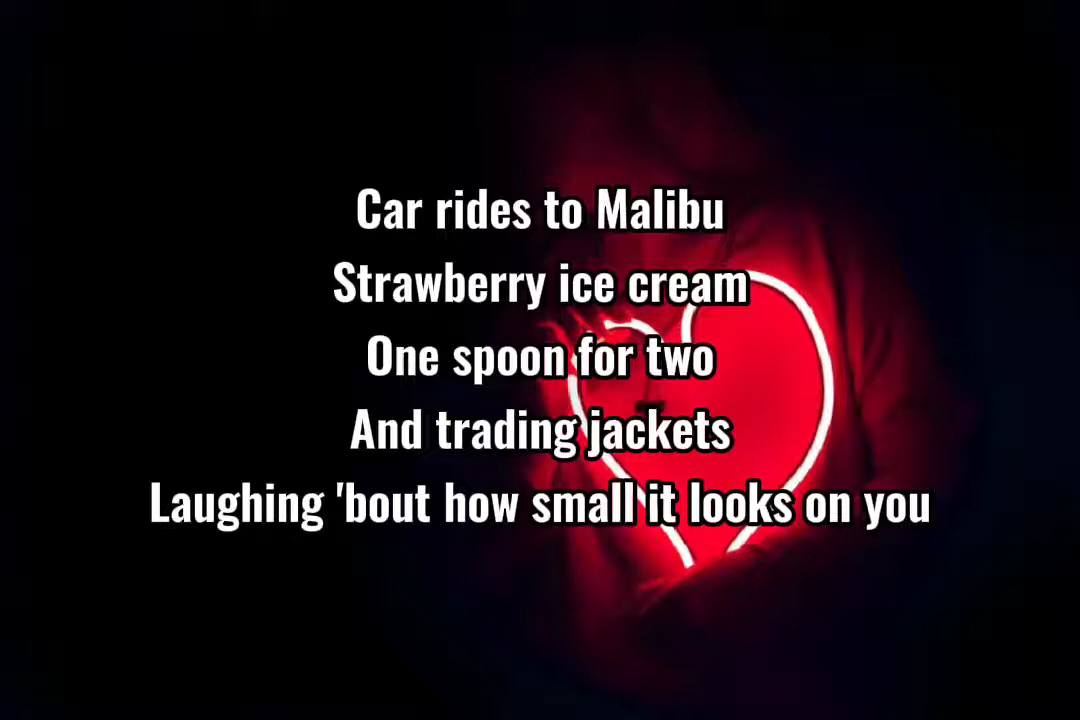 Car rides to Malibu
Strawberry ice cream
One spoon for two
And trading jackets
Laughing 'bout how small it looks on you